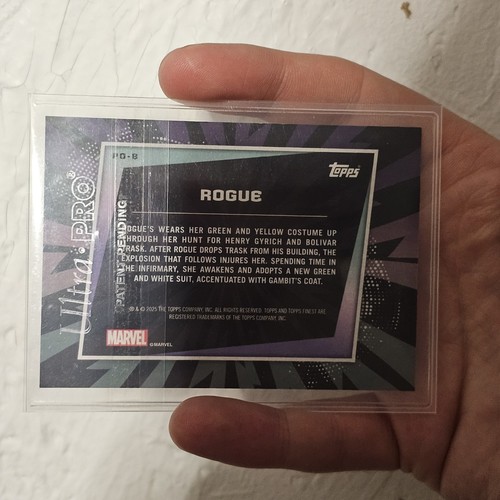 Topps
ROGUE
ROGUE'S WEARS HER GREEN AND YELLOW COSTUME UP
THROUGH HER HUNT FOR HENRY GYRICH AND BOLIVAR
TRASK. AFTER ROGUE DROPS TRASK FROM HIS BUILDING, THE
EXPLOSION THAT FOLLOWS INJURES HER. SPENDING TIME IN
THE INFIRMARY, SHE AWAKENS AND ADOPTS A NEW GREEN
AND WHITE SUIT, ACCENTUATED WITH GAMBIT'S COAT.
® & © 2025 THE TOPPS COMPANY, INC. ALL RIGHTS RESERVED. TOPPS AND TOPPS FINEST ARE
REGISTERED TRADEMARKS OF THE TOPPS COMPANY, INC.
MARVEL © MARVEL
Ultra·PRO®
PATENT PENDING